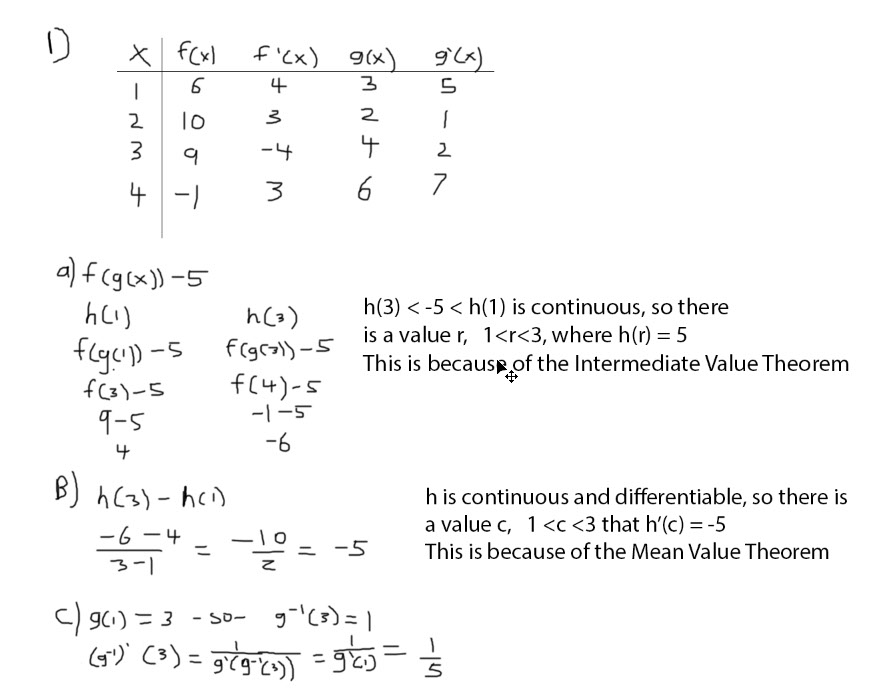 1)
x f(x) f'(x) g(x) g'(x)
1 6 4 3 5
2 10 3 2 1
3 9 -4 4 2
4 -1 3 6 7
a) f(g(x)) -5
h(1) h(3)
f(g(1)) -5 f(g(3)) -5
f(3) -5 f(4) -5
9 -5 -1 -5
4 -6
h(3) < -5 < h(1) is continuous, so there
is a value r, 1<r<3, where h(r) = 5
This is because of the Intermediate Value Theorem
B) h(3) - h(1)
(-6 -4)/(3-1) = -10/2 = -5
h is continuous and differentiable, so there is
a value c, 1 <c <3 that h'(c) = -5
This is because of the Mean Value Theorem
C) g(1) = 3 -so- g⁻¹(3) = 1
(g⁻¹)' (3) = 1/g'(g⁻¹(3)) = 1/g'(1) = 1/5